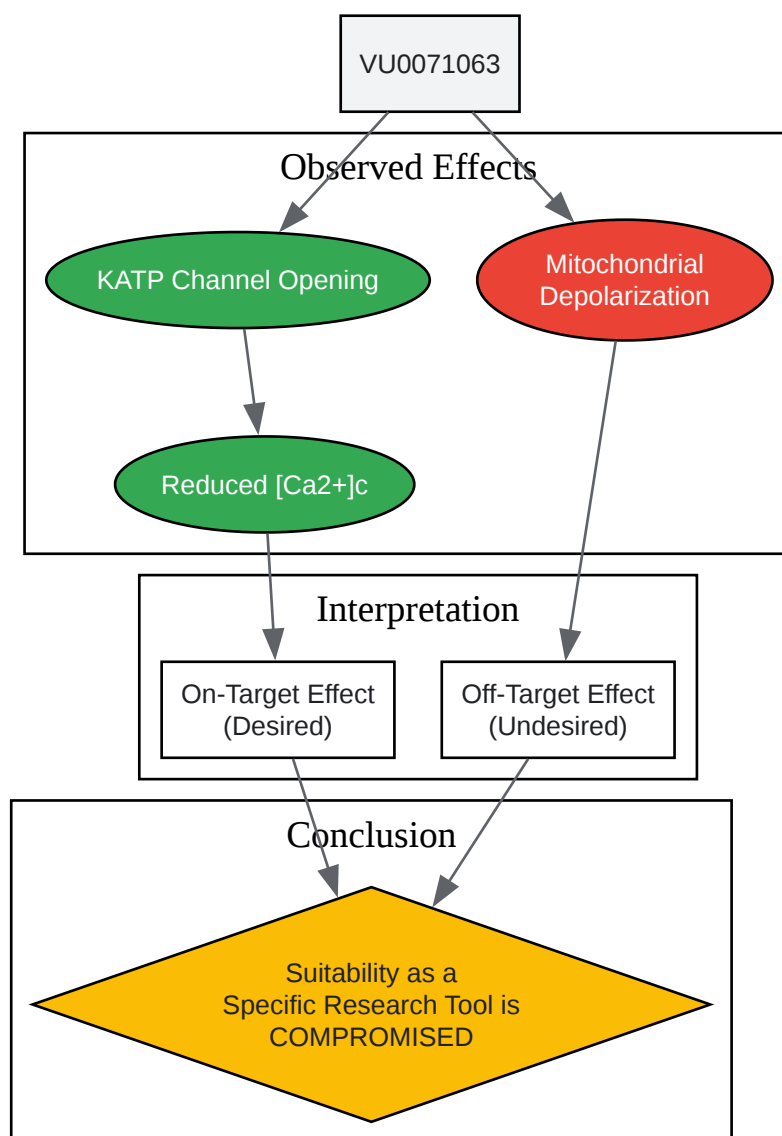 VU0071063
Observed Effects
KATP Channel Opening
Mitochondrial
Depolarization
Reduced [Ca2+]c
Interpretation
On-Target Effect
(Desired)
Off-Target Effect
(Undesired)
Conclusion
Suitability as a
Specific Research Tool is
COMPROMISED